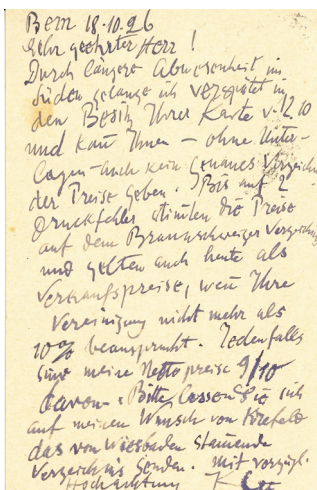 Bern 18.10.26
Sehr geehrter Herr!
Durch längere Abwesenheit im
Süden gelange ich verspätet in
den Besitz Ihrer Karte v. 12.10
und kann Ihnen – ohne Unter-
lagen – auch kein genaues Verzeichn
der Preise geben. Bis auf 2
Druckfehler stimmten die Preise
auf dem Braunschweiger Verzeichnis
und gelten auch heute als
Verkaufspreise, wenn Ihre
Vereinigung nicht mehr als
10% beansprucht. Jedenfalls
sind meine Nettopreise 9/10
davon. Bitte lassen Sie sich
auf meinen Wunsch von Krefeld
das von Wiesbaden stammende
Verzeichnis senden. Mit vorzügl.
Hochachtung